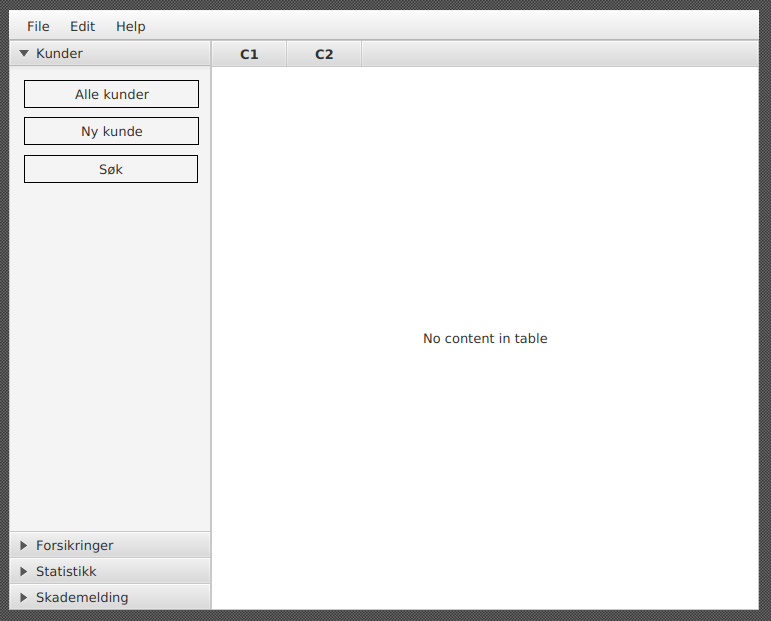 File Edit Help
Kunder
C1 C2
Alle kunder
Ny kunde
Søk
No content in table
Forsikringer
Statistikk
Skademelding